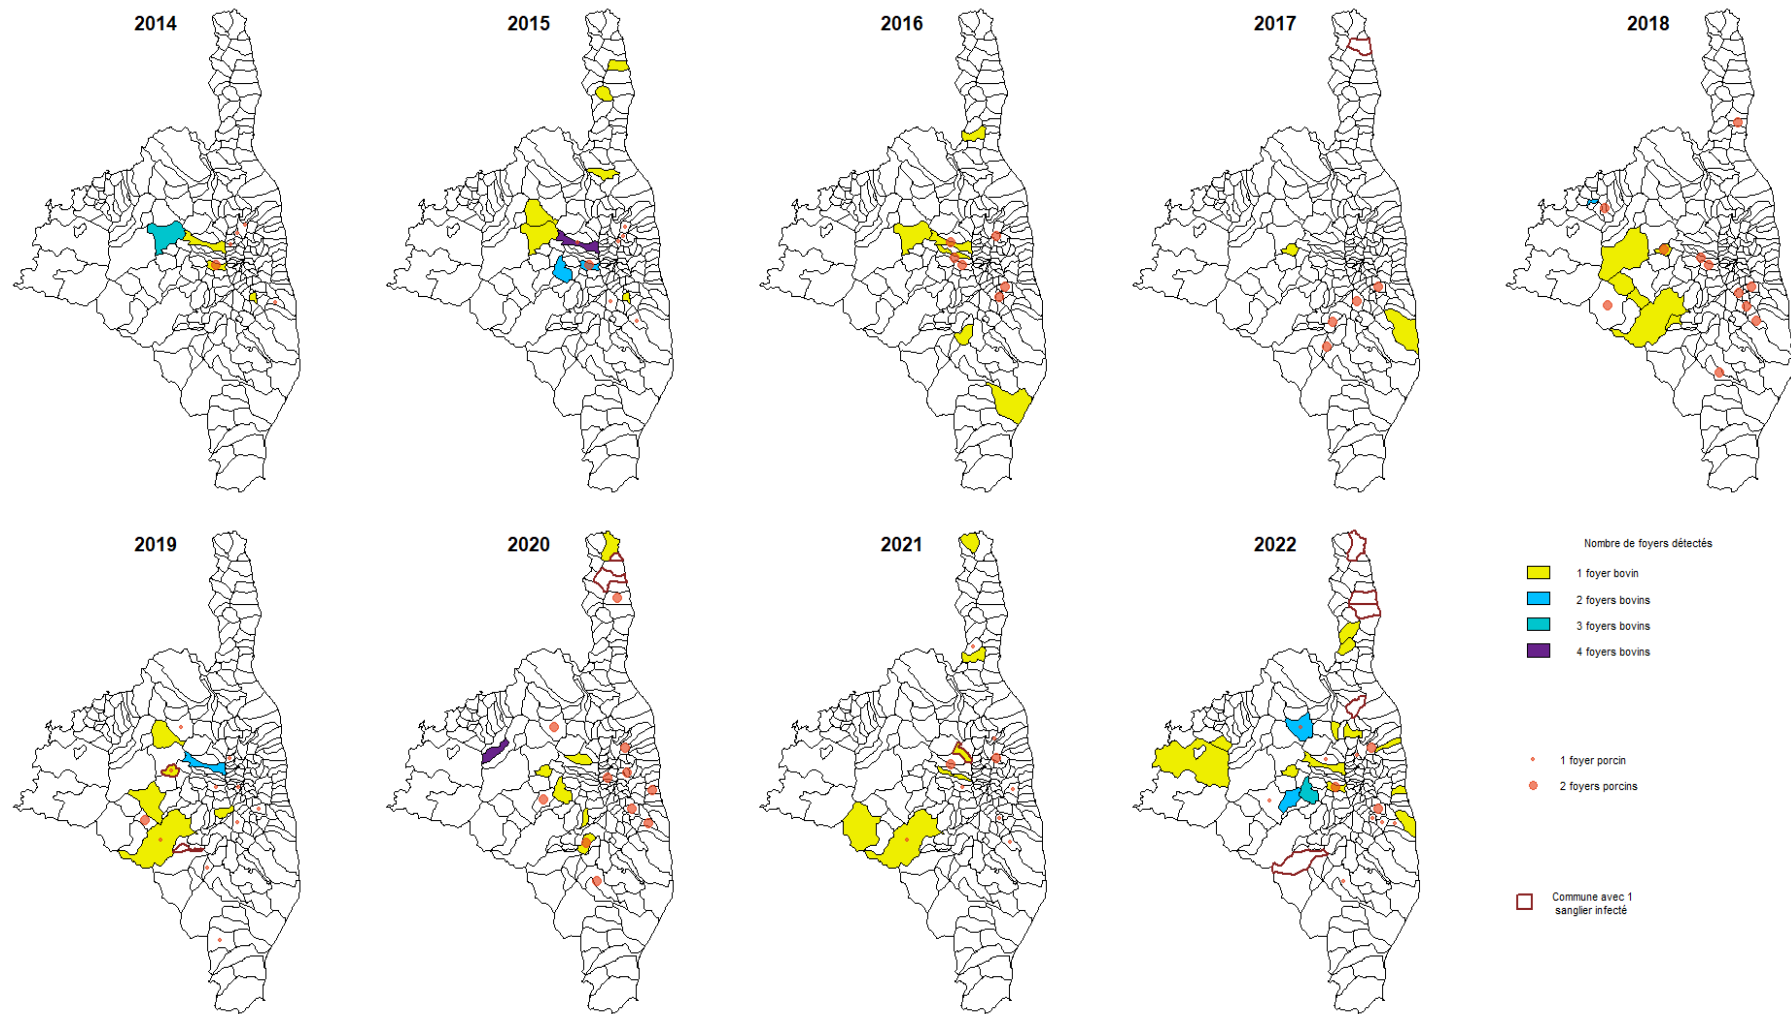 2014
2015
2016
2017
2018
2019
2020
2021
2022
Nombre de foyers détectés
1 foyer bovin
2 foyers bovins
3 foyers bovins
4 foyers bovins
1 foyer porcin
2 foyers porcins
Commune avec 1
sanglier infecté